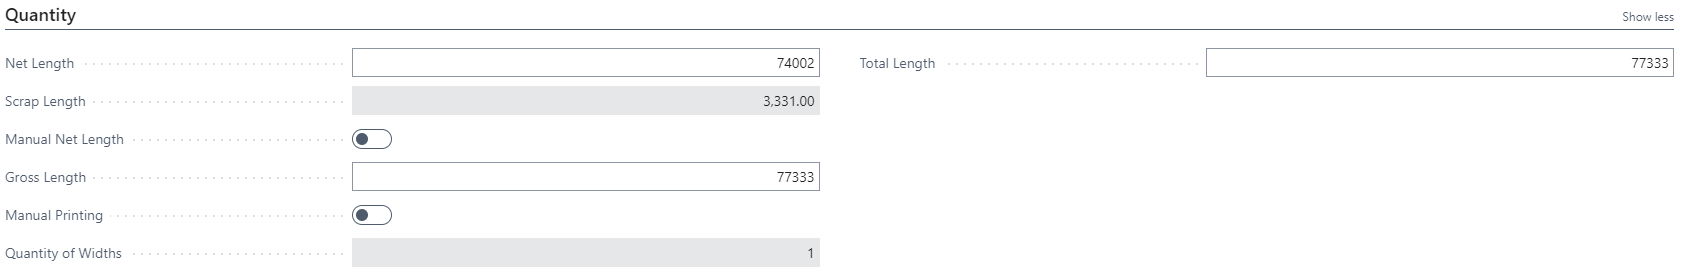 Quantity
Show less
Net Length 74002
Total Length 77333
Scrap Length 3,331.00
Manual Net Length
Gross Length 77333
Manual Printing
Quantity of Widths 1